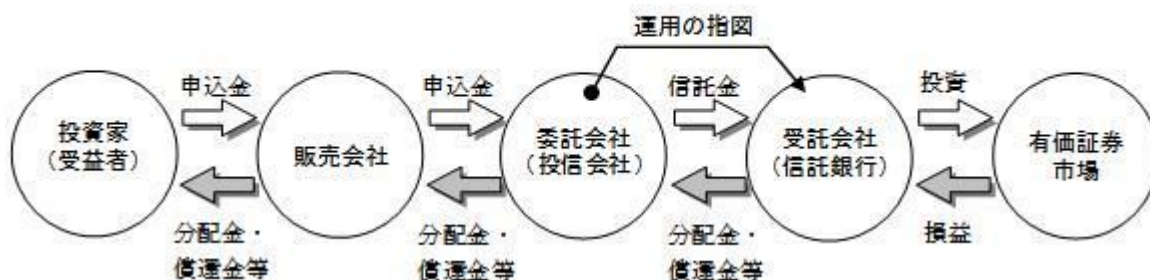 運用の指図
申込金
申込金
信託金
投資
投資家
(受益者)
販売会社
委託会社
(投信会社)
受託会社
(信託銀行)
有価証券
市場
分配金・
償還金等
分配金・
償還金等
分配金・
償還金等
損益